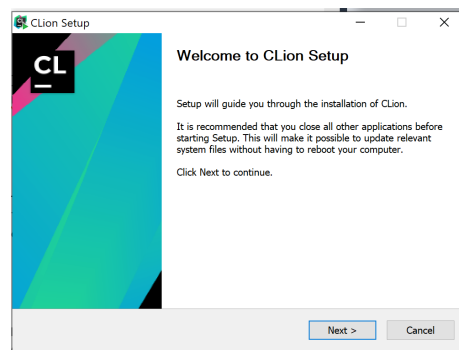 CLion Setup
CL
Welcome to CLion Setup
Setup will guide you through the installation of CLion.
It is recommended that you close all other applications before
starting Setup. This will make it possible to update relevant
system files without having to reboot your computer.
Click Next to continue.
Next >
Cancel